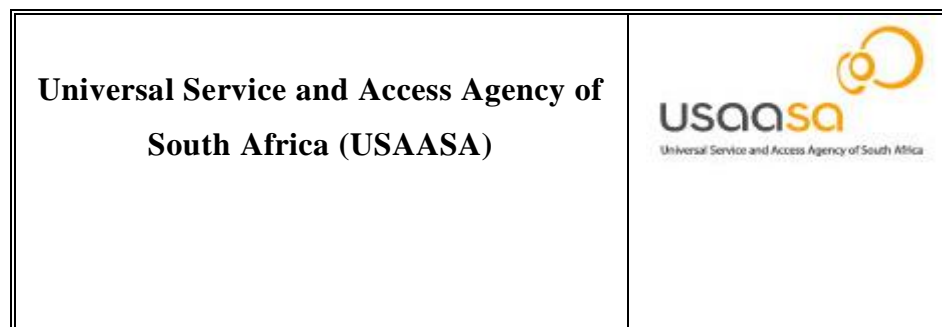 Universal Service and Access Agency of
South Africa (USAASA)
usaasa
Universal Service and Access Agency of South Africa